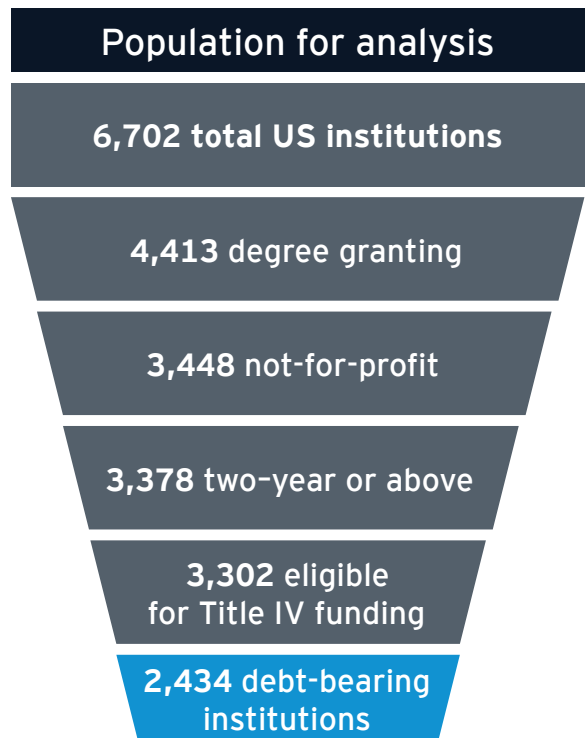 Population for analysis
6,702 total US institutions
4,413 degree granting
3,448 not-for-profit
3,378 two-year or above
3,302 eligible
for Title IV funding
2,434 debt-bearing
institutions